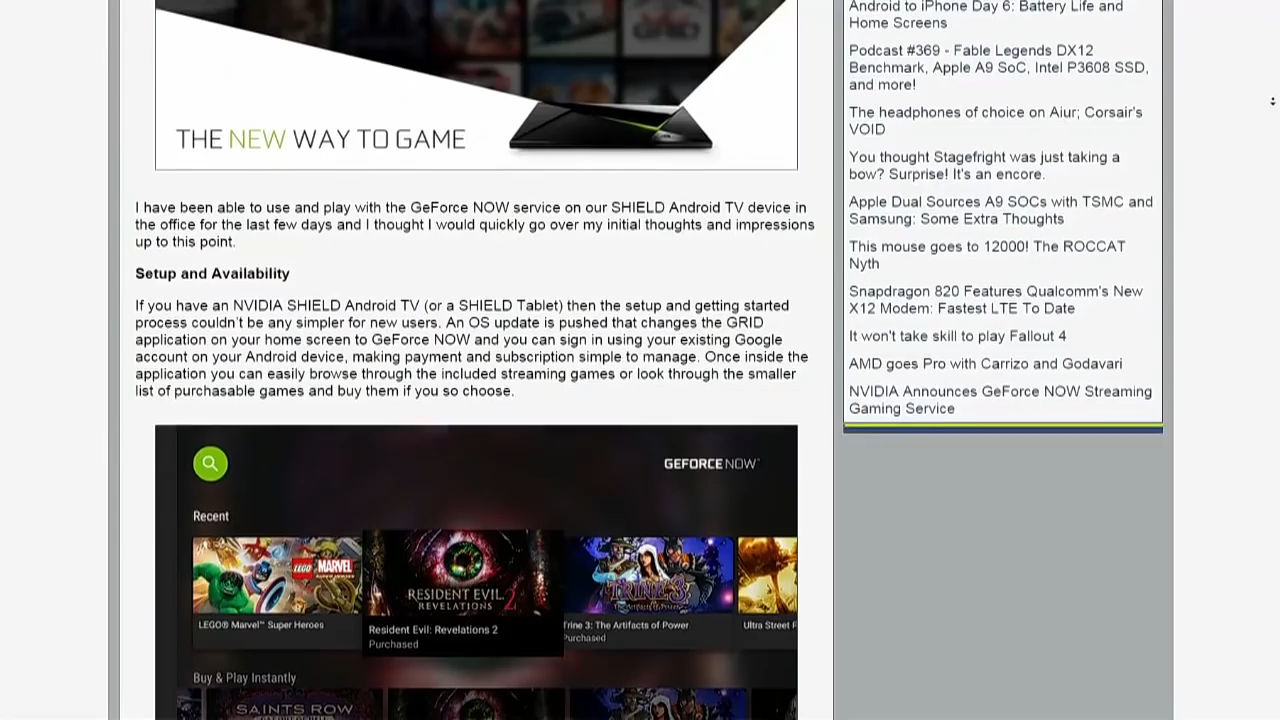 THE NEW WAY TO GAME
I have been able to use and play with the GeForce NOW service on our SHIELD Android TV device in
the office for the last few days and I thought I would quickly go over my initial thoughts and impressions
up to this point.
Setup and Availability
If you have an NVIDIA SHIELD Android TV (or a SHIELD Tablet) then the setup and getting started
process couldn't be any simpler for new users. An OS update is pushed that changes the GRID
application on your home screen to GeForce NOW and you can sign in using your existing Google
account on your Android device, making payment and subscription simple to manage. Once inside the
application you can easily browse through the included streaming games or look through the smaller
list of purchasable games and buy them if you so choose.
GEFORCE NOW
Recent
LEGO MARVEL
RESIDENT EVIL
REVELATIONS 2
TRINE 3
LEGO® Marvel™ Super Heroes
Resident Evil: Revelations 2
Purchased
Trine 3: The Artifacts of Power
Purchased
Ultra Street F
Buy & Play Instantly
SAINTS ROW
Android to iPhone Day 6: Battery Life and
Home Screens
Podcast #369 - Fable Legends DX12
Benchmark, Apple A9 SoC, Intel P3608 SSD,
and more!
The headphones of choice on Aiur; Corsair's
VOID
You thought Stagefright was just taking a
bow? Surprise! It's an encore.
Apple Dual Sources A9 SOCs with TSMC and
Samsung: Some Extra Thoughts
This mouse goes to 12000! The ROCCAT
Nyth
Snapdragon 820 Features Qualcomm's New
X12 Modem: Fastest LTE To Date
It won't take skill to play Fallout 4
AMD goes Pro with Carrizo and Godavari
NVIDIA Announces GeForce NOW Streaming
Gaming Service